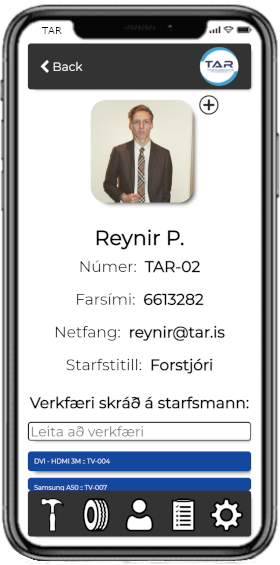 TAR
Back
TAR
Reynir P.
Númer: TAR-02
Farsími: 6613282
Netfang: reynir@tar.is
Starfstitill: Forstjóri
Verkfæri skráð á starfsmann:
Leita að verkfæri
DVI - HDMI 3M :: TV-004
Samsung A50 :: TV-007